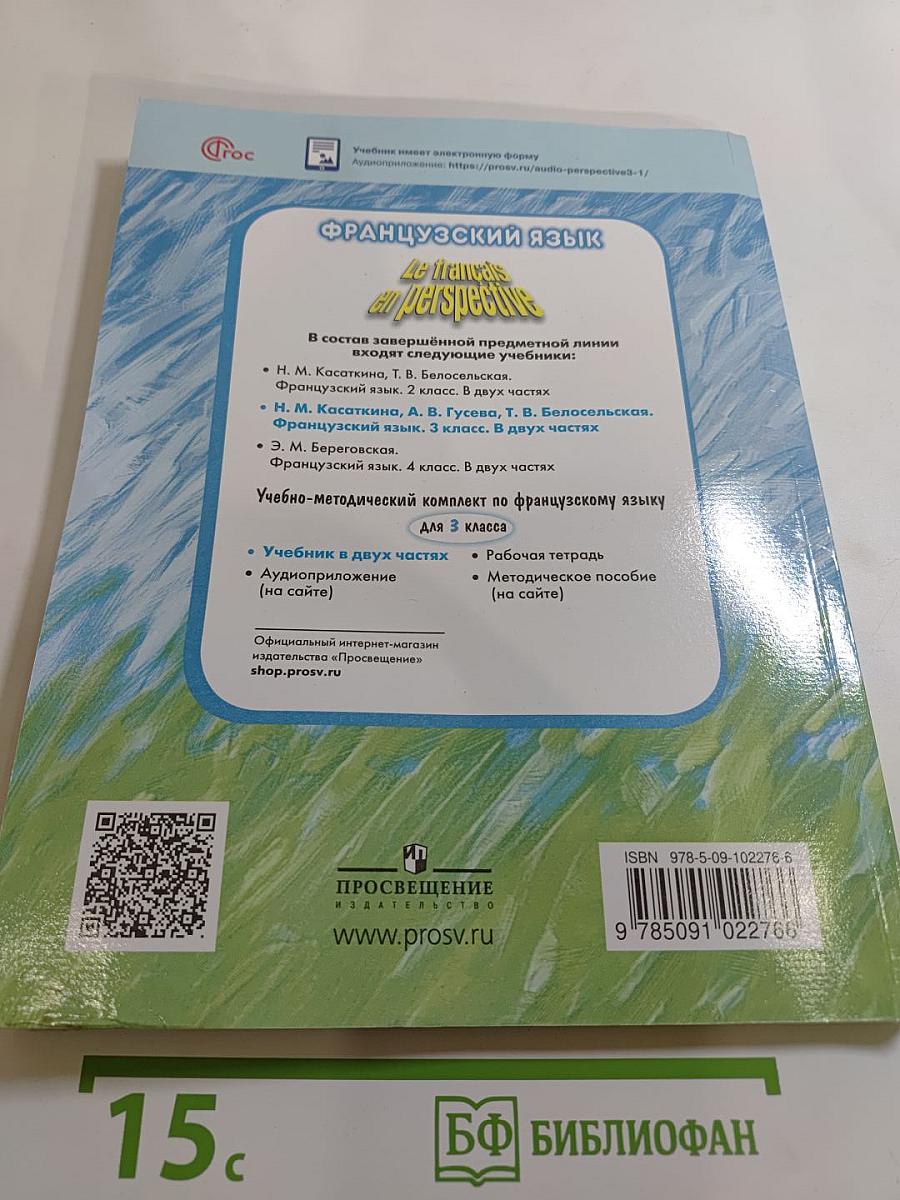 ФГОС
Учебник имеет электронную форму
Аудиоприложение: https://prosv.ru/audio-perspective3-1/
ФРАНЦУЗСКИЙ ЯЗЫК
Le français
en perspective
В состав завершённой предметной линии
входят следующие учебники:
• Н. М. Касаткина, Т. В. Белосельская.
Французский язык. 2 класс. В двух частях
• Н. М. Касаткина, А. В. Гусева, Т. В. Белосельская.
Французский язык. 3 класс. В двух частях
• Э. М. Береговская.
Французский язык. 4 класс. В двух частях
Учебно-методический комплект по французскому языку
для 3 класса
• Учебник в двух частях
• Аудиоприложение
(на сайте)
• Рабочая тетрадь
• Методическое пособие
(на сайте)
Официальный интернет-магазин
издательства «Просвещение»
shop.prosv.ru
ПРОСВЕЩЕНИЕ
ИЗДАТЕЛЬСТВО
www.prosv.ru
ISBN 978-5-09-102276-6
9 785091 022766
15 с
БФ БИБЛИОФАН